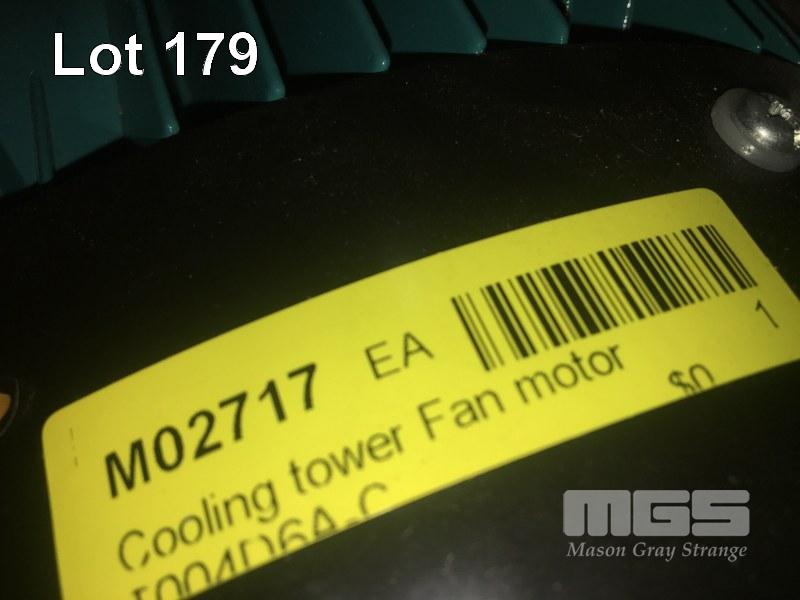 Lot 179
M02717 EA 1
Cooling tower Fan motor $0
MGS
Mason Gray Strange